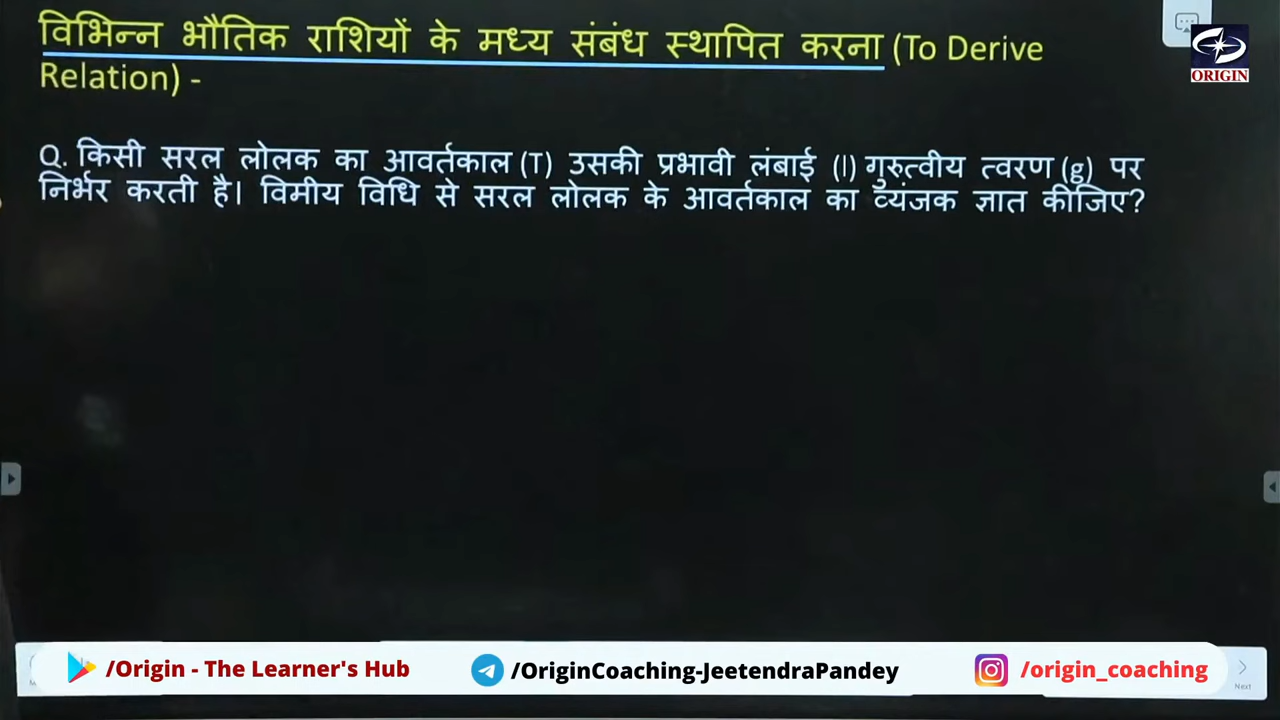 विभिन्न भौतिक राशियों के मध्य संबंध स्थापित करना (To Derive
Relation) -
ORIGIN
Q. किसी सरल लोलक का आवर्तकाल (T) उसकी प्रभावी लंबाई (l) गुरुत्वीय त्वरण (g) पर
निर्भर करती है। विमीय विधि से सरल लोलक के आवर्तकाल का व्यंजक ज्ञात कीजिए?
/Origin - The Learner's Hub
/OriginCoaching-JeetendraPandey
/origin_coaching
Next